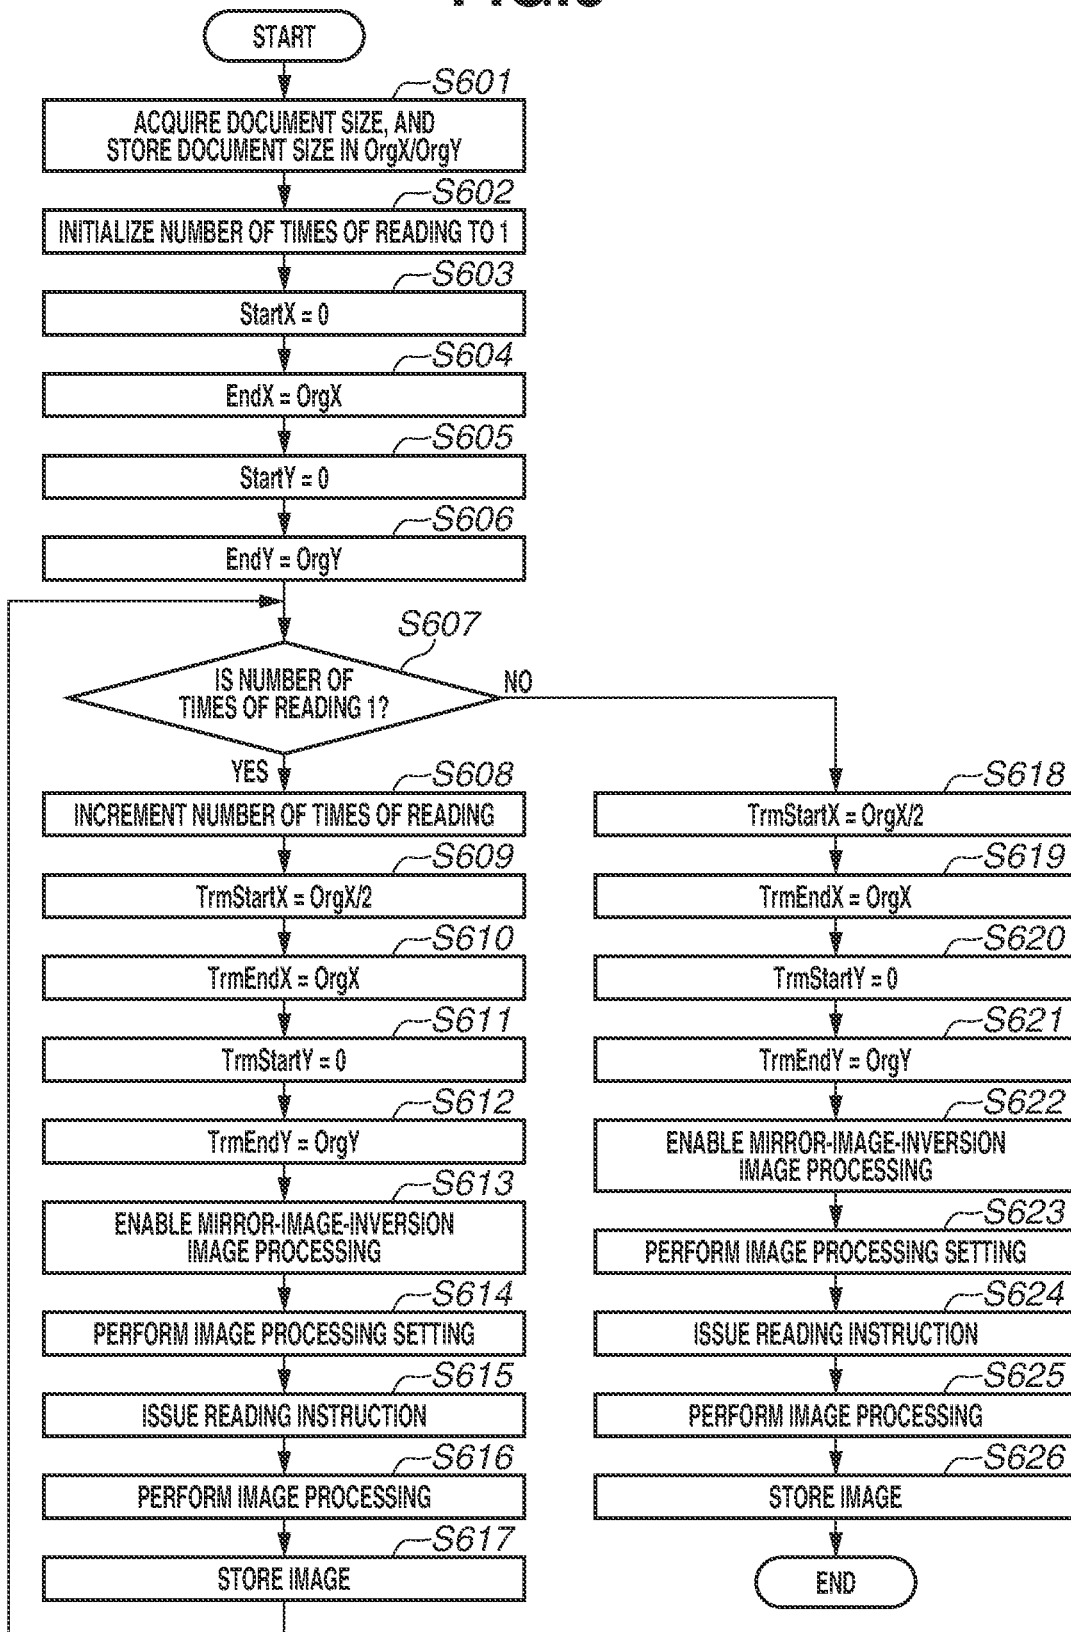 START
S601
ACQUIRE DOCUMENT SIZE, AND
STORE DOCUMENT SIZE IN OrgX/OrgY
S602
INITIALIZE NUMBER OF TIMES OF READING TO 1
S603
StartX = 0
S604
EndX = OrgX
S605
StartY = 0
S606
EndY = OrgY
S607
IS NUMBER OF
TIMES OF READING 1?
NO
YES
S608
INCREMENT NUMBER OF TIMES OF READING
S609
TrmStartX = OrgX/2
S610
TrmEndX = OrgX
S611
TrmStartY = 0
S612
TrmEndY = OrgY
S613
ENABLE MIRROR-IMAGE-INVERSION
IMAGE PROCESSING
S614
PERFORM IMAGE PROCESSING SETTING
S615
ISSUE READING INSTRUCTION
S616
PERFORM IMAGE PROCESSING
S617
STORE IMAGE
S618
TrmStartX = OrgX/2
S619
TrmEndX = OrgX
S620
TrmStartY = 0
S621
TrmEndY = OrgY
S622
ENABLE MIRROR-IMAGE-INVERSION
IMAGE PROCESSING
S623
PERFORM IMAGE PROCESSING SETTING
S624
ISSUE READING INSTRUCTION
S625
PERFORM IMAGE PROCESSING
S626
STORE IMAGE
END